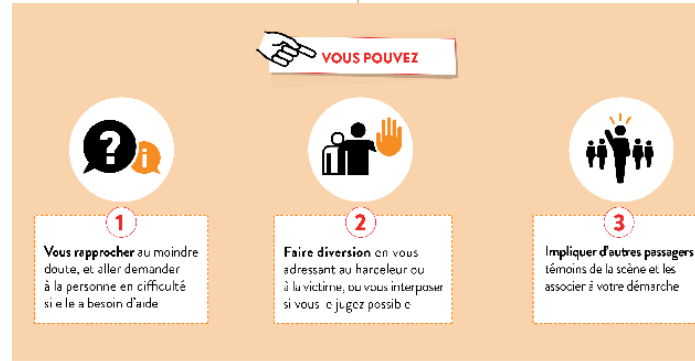 VOUS POUVEZ
?
i
1
Vous rapprocher au moindre
doute, et aller demander
à la personne en difficulté
si elle a besoin d'aide
2
Faire diversion en vous
adressant au harceleur ou
à la victime, ou vous interposer
si vous le jugez possible
3
Impliquer d'autres passagers
témoins de la scène et les
associer à votre démarche